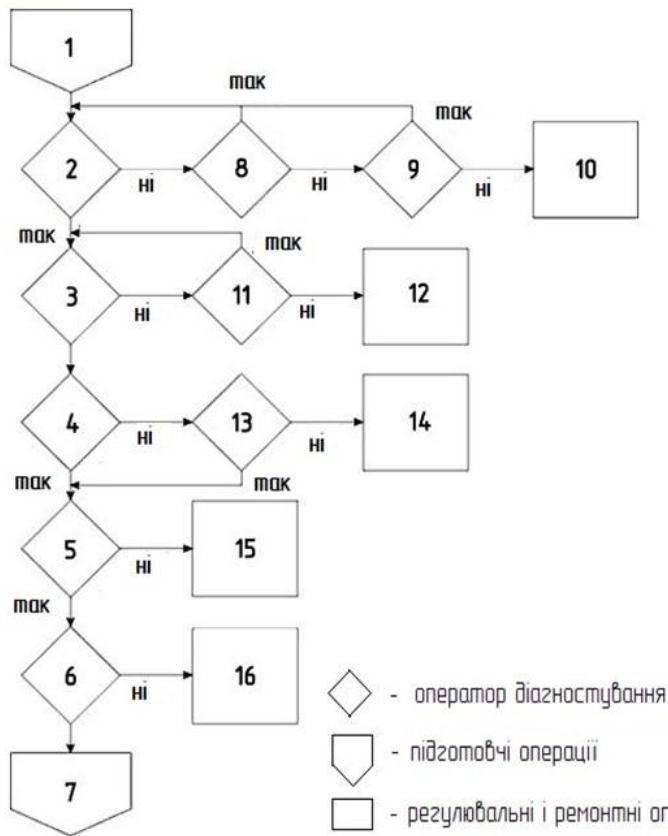 1
так
так
2
ні
8
ні
9
ні
10
так
так
3
ні
11
ні
12
4
ні
13
ні
14
так
так
5
ні
15
так
6
ні
16
- оператор діагностування
7
- підготовчі операції
- регулювальні і ремонтні